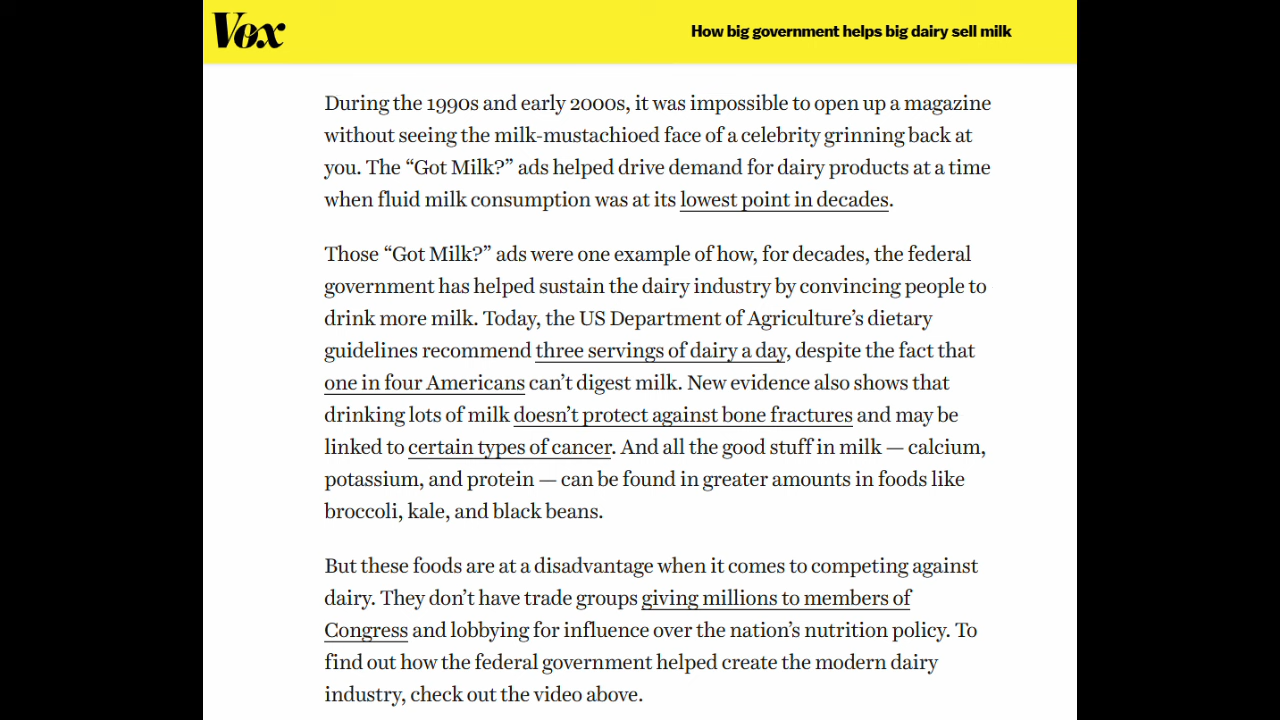 Vox
How big government helps big dairy sell milk
During the 1990s and early 2000s, it was impossible to open up a magazine
without seeing the milk-mustachioed face of a celebrity grinning back at
you. The “Got Milk?” ads helped drive demand for dairy products at a time
when fluid milk consumption was at its lowest point in decades.
Those “Got Milk?” ads were one example of how, for decades, the federal
government has helped sustain the dairy industry by convincing people to
drink more milk. Today, the US Department of Agriculture’s dietary
guidelines recommend three servings of dairy a day, despite the fact that
one in four Americans can’t digest milk. New evidence also shows that
drinking lots of milk doesn’t protect against bone fractures and may be
linked to certain types of cancer. And all the good stuff in milk — calcium,
potassium, and protein — can be found in greater amounts in foods like
broccoli, kale, and black beans.
But these foods are at a disadvantage when it comes to competing against
dairy. They don’t have trade groups giving millions to members of
Congress and lobbying for influence over the nation’s nutrition policy. To
find out how the federal government helped create the modern dairy
industry, check out the video above.